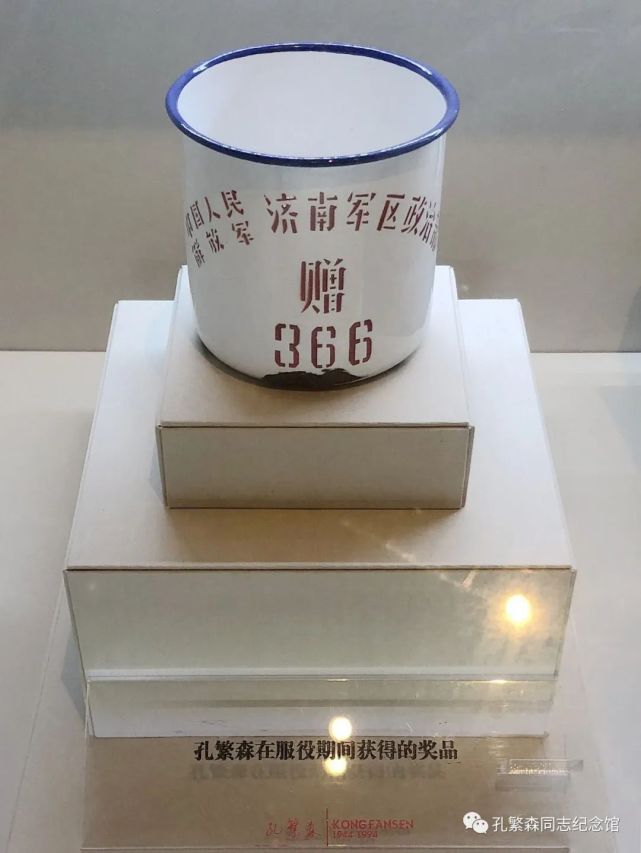 中国人民
解放军
济南军区政治部
赠
366
孔繁森在服役期间获得的奖品
孔繁森
KONG FANSEN
1944-1994
孔繁森同志纪念馆